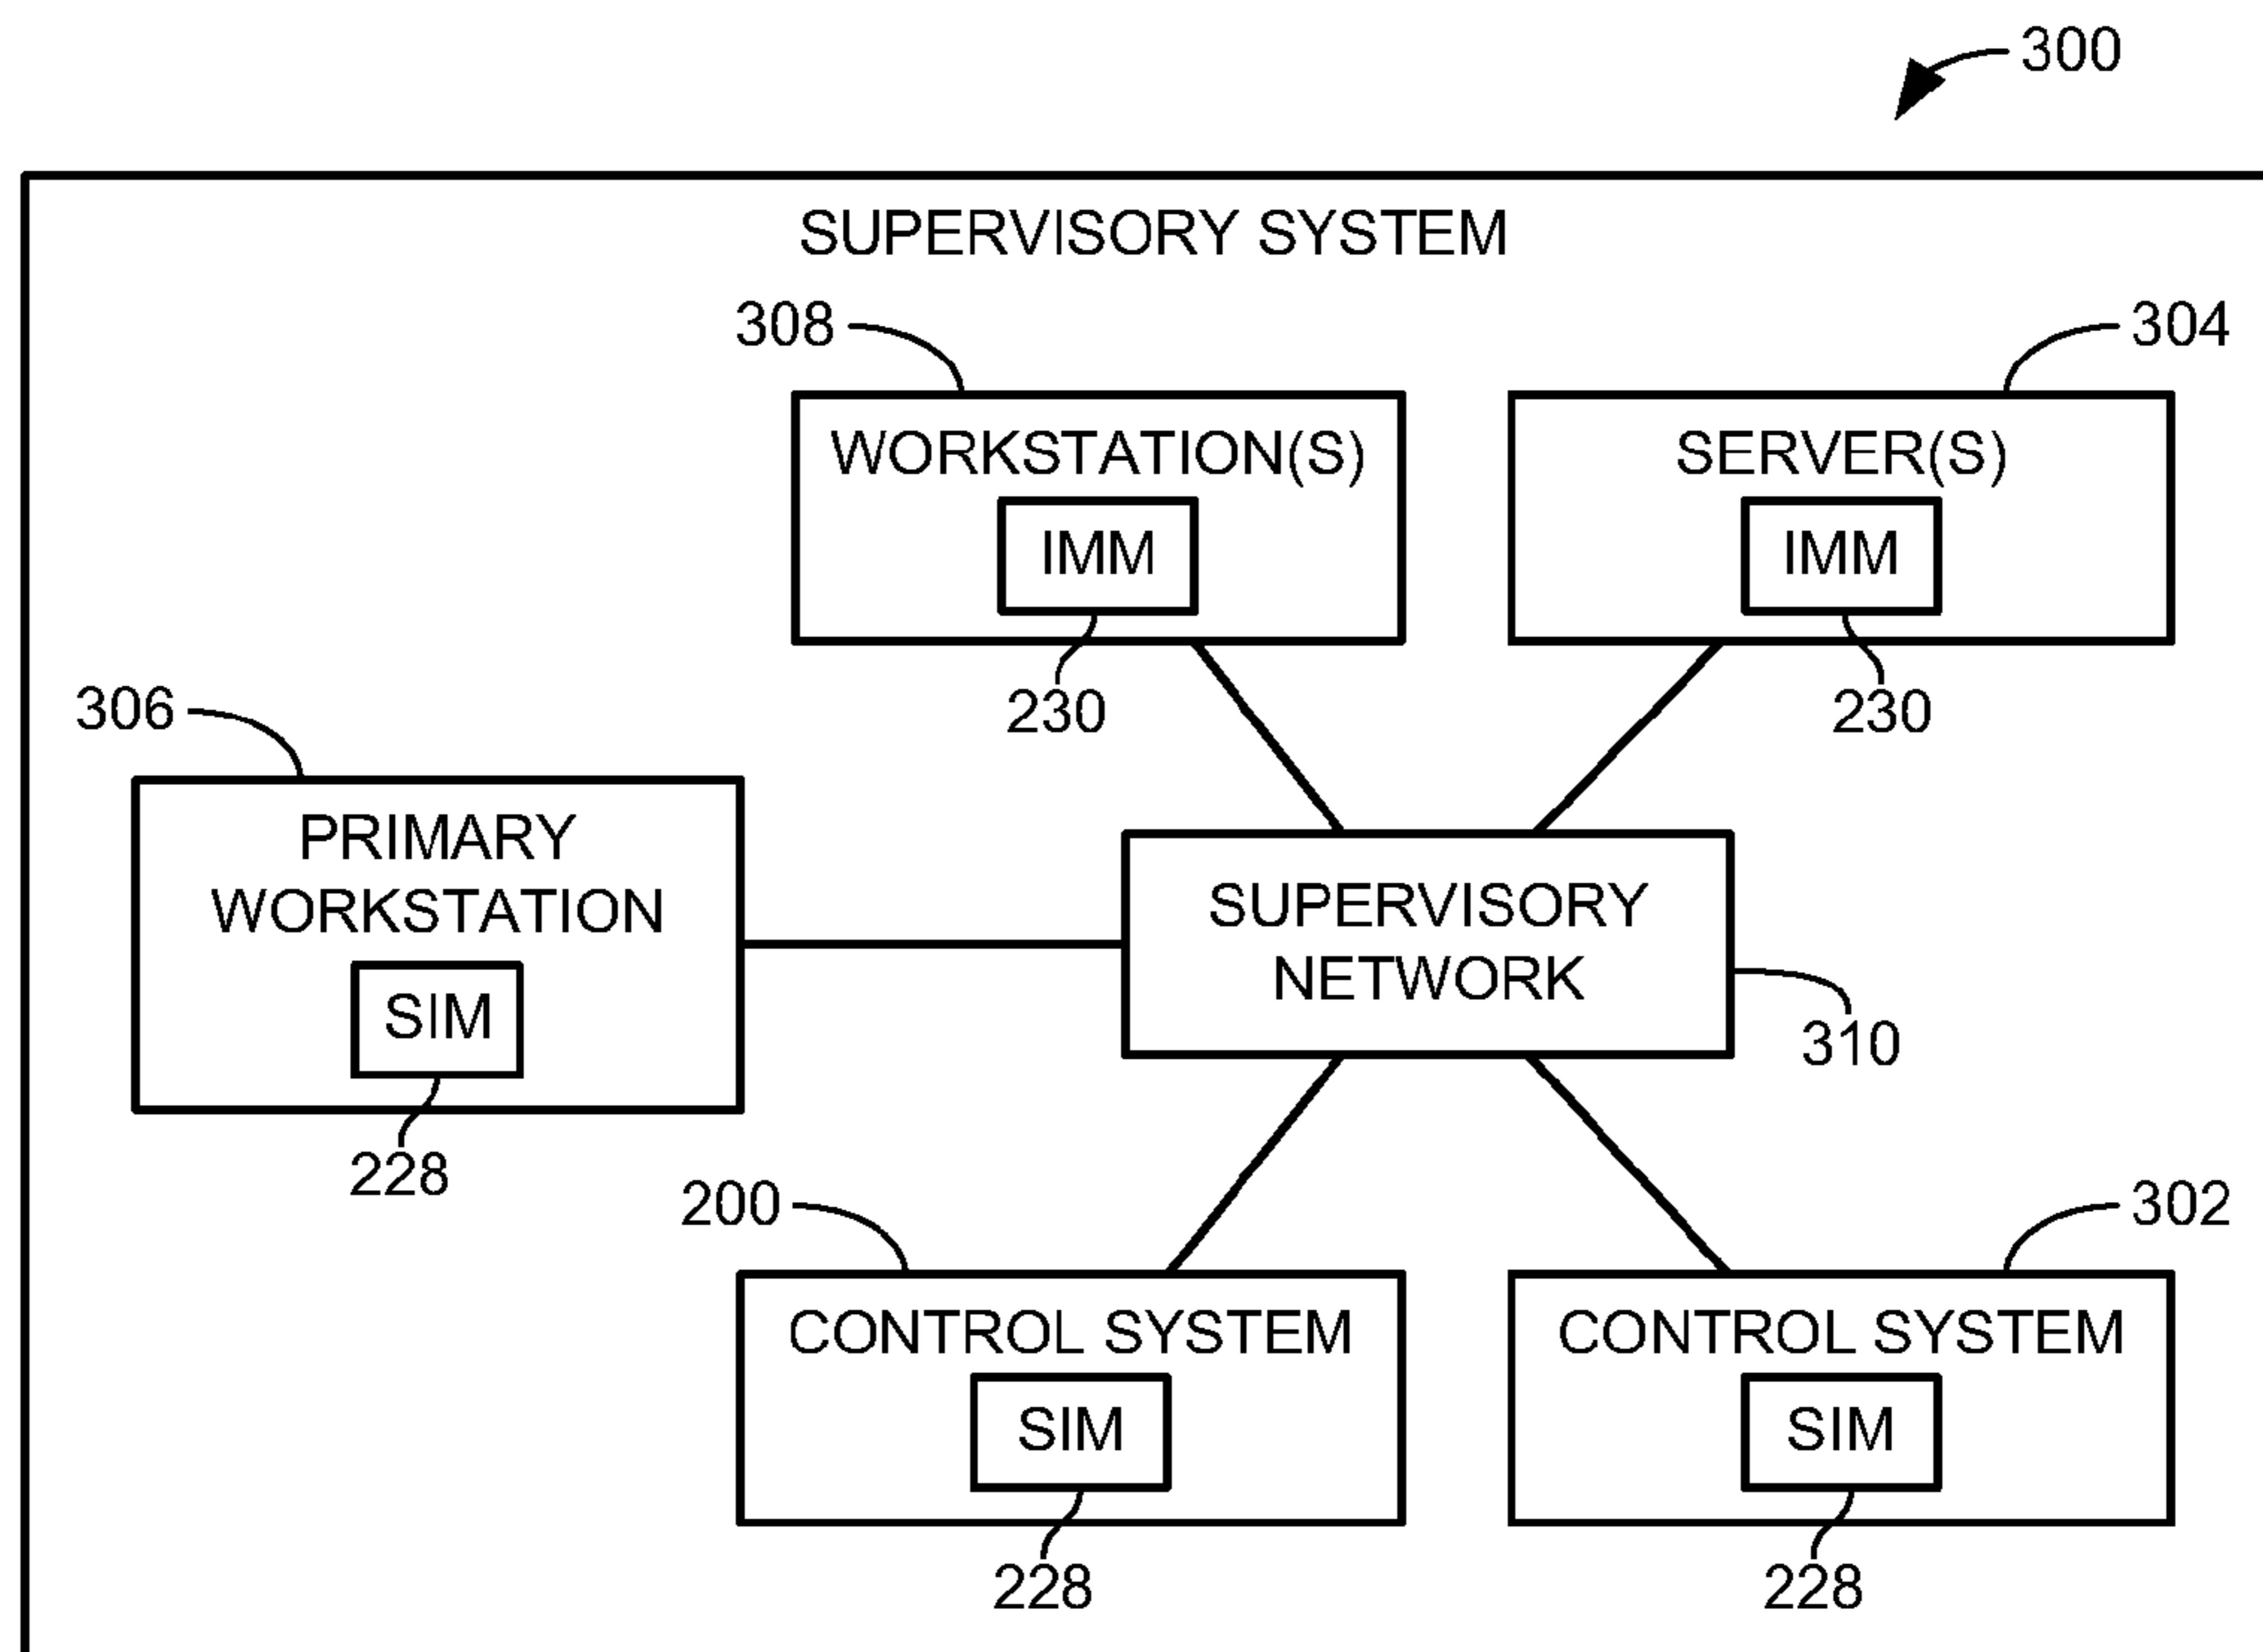 300
SUPERVISORY SYSTEM
308
304
WORKSTATION(S)
IMM
230
SERVER(S)
IMM
230
306
PRIMARY
WORKSTATION
SIM
228
SUPERVISORY
NETWORK
310
200
CONTROL SYSTEM
SIM
228
302
CONTROL SYSTEM
SIM
228